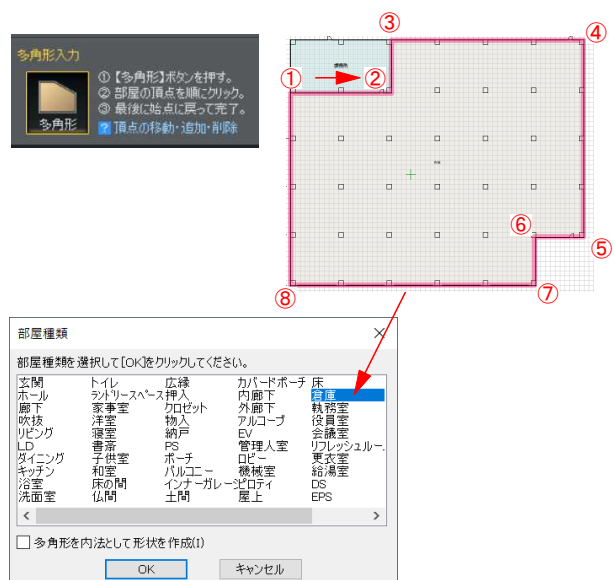 多角形入力
多角形
① 【多角形】ボタンを押す。
② 部屋の頂点を順にクリック。
③ 最後に始点に戻って完了。
? 頂点の移動・追加・削除
③
④
①
②
⑥
⑤
⑧
⑦
部屋種類
部屋種類を選択して[OK]をクリックしてください。
玄関 トイレ 広縁 カバードポーチ 床
ホール ランドリースペース 押入 内廊下 倉庫
廊下 家事室 クロゼット 外廊下 執務室
吹抜 洋室 物入 アルコーブ 役員室
リビング 寝室 納戸 EV 会議室
LD 書斎 PS 管理人室 リフレッシュルー
ダイニング 子供室 ポーチ ロビー 更衣室
キッチン 和室 バルコニー 機械室 給湯室
浴室 床の間 インナーガレージ ピロティ DS
洗面室 仏間 土間 屋上 EPS
多角形を内法として形状を作成(I)
OK キャンセル